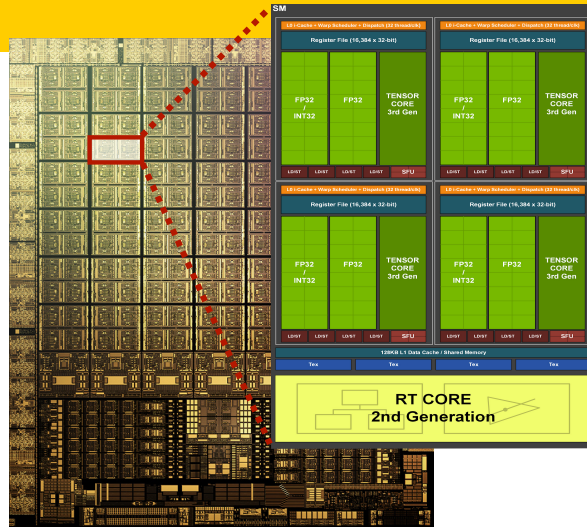 SM
L0 i-Cache + Warp Scheduler + Dispatch (32 thread/clk)
L0 i-Cache + Warp Scheduler + Dispatch (32 thread/clk)
Register File (16,384 x 32-bit)
Register File (16,384 x 32-bit)
FP32
/
INT32
FP32
TENSOR
CORE
3rd Gen
FP32
/
INT32
FP32
TENSOR
CORE
3rd Gen
LD/ST LD/ST LD/ST LD/ST SFU
LD/ST LD/ST LD/ST LD/ST SFU
L0 i-Cache + Warp Scheduler + Dispatch (32 thread/clk)
L0 i-Cache + Warp Scheduler + Dispatch (32 thread/clk)
Register File (16,384 x 32-bit)
Register File (16,384 x 32-bit)
FP32
/
INT32
FP32
TENSOR
CORE
3rd Gen
FP32
/
INT32
FP32
TENSOR
CORE
3rd Gen
LD/ST LD/ST LD/ST LD/ST SFU
LD/ST LD/ST LD/ST LD/ST SFU
128KB L1 Data Cache / Shared Memory
Tex Tex Tex Tex
RT CORE
2nd Generation